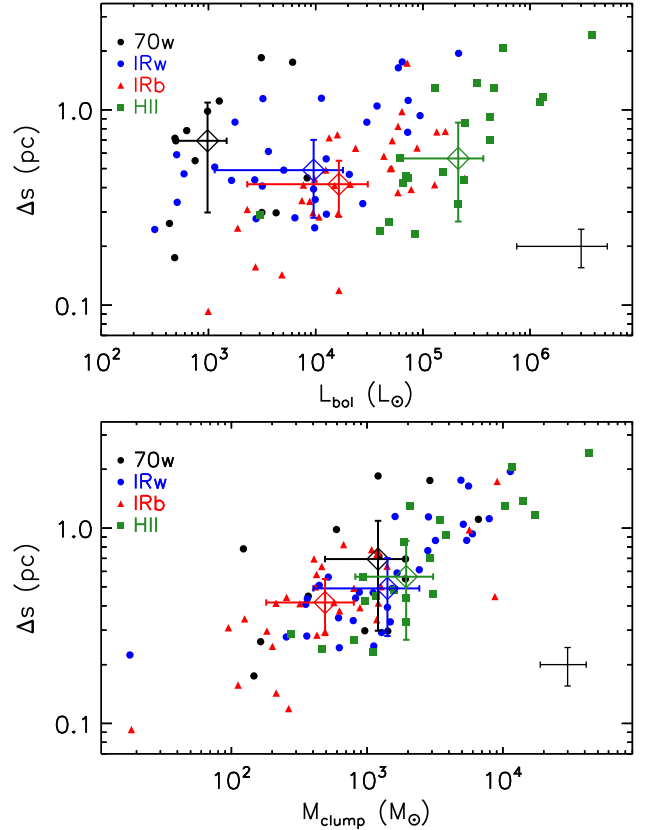 70w
IRw
IRb
HII
Δs (pc)
1.0
0.1
10² 10³ 10⁴ 10⁵ 10⁶
L_bol (L_⊙)
70w
IRw
IRb
HII
Δs (pc)
1.0
0.1
10² 10³ 10⁴
M_clump (M_⊙)